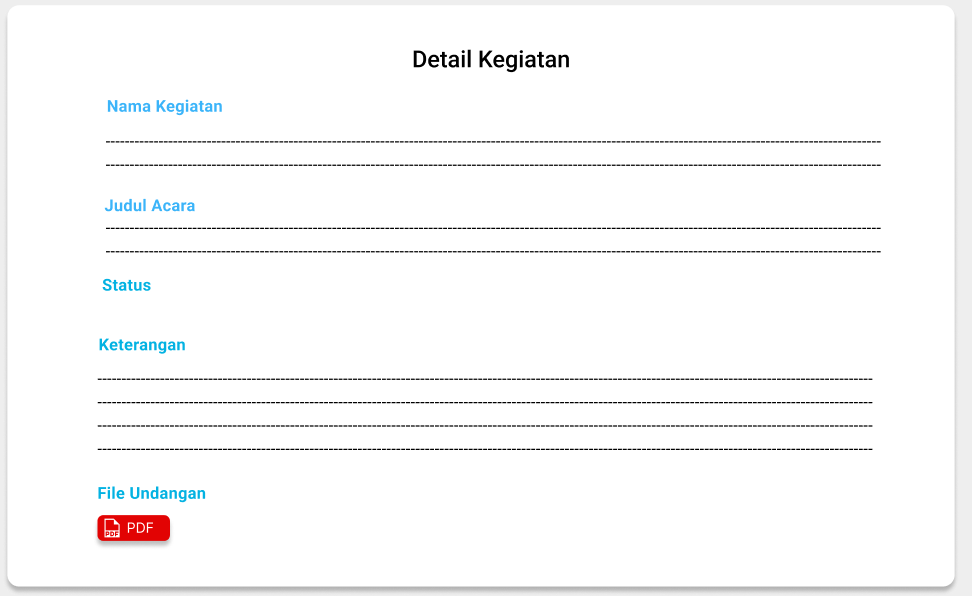 Detail Kegiatan
Nama Kegiatan
Judul Acara
Status
Keterangan
File Undangan
PDF PDF